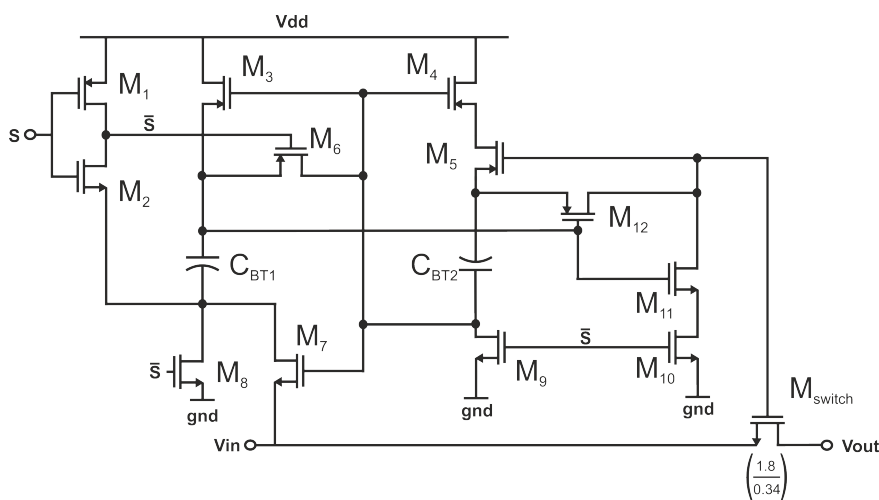 Vdd
M3
M4
M1
S
S̅
M6
M5
M2
M12
CBT1
CBT2
M11
M7
S̅
S̅
M8
M9
M10
Mswitch
gnd
gnd
gnd
Vin
Vout
(1.8/0.34)